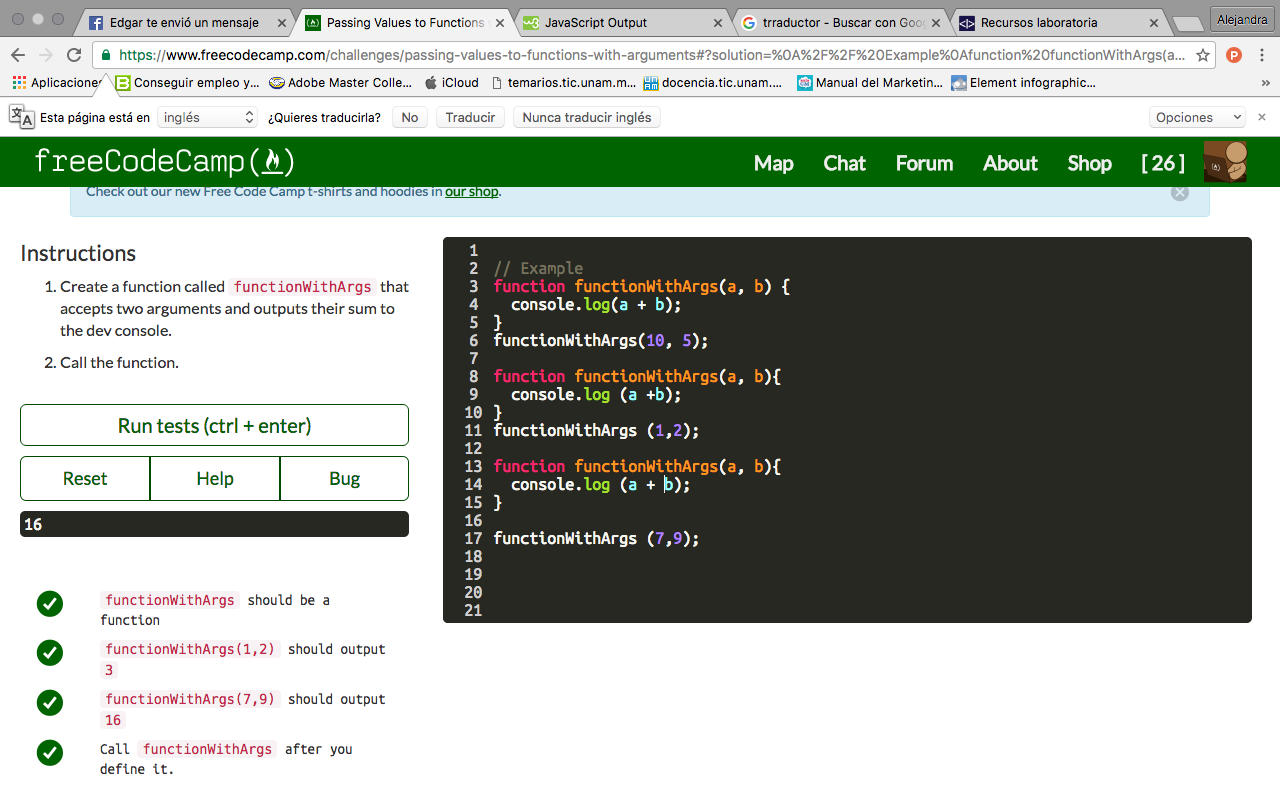 Edgar te envió un mensaje
Passing Values to Functions
JavaScript Output
trraductor - Buscar con Goo
Recursos laboratoria
Alejandra
https://www.freecodecamp.com/challenges/passing-values-to-functions-with-arguments#?solution=%0A%2F%2F%20Example%0Afunction%20functionWithArgs(a...
Aplicaciones
Conseguir empleo y...
Adobe Master Colle...
iCloud
temarios.tic.unam.m...
docencia.tic.unam....
Manual del Marketin...
Element infographic...
»
Esta página está en
inglés
¿Quieres traducirla?
No
Traducir
Nunca traducir inglés
Opciones
freeCodeCamp( )
Map
Chat
Forum
About
Shop
[ 26 ]
Check out our new Free Code Camp t-shirts and hoodies in our shop.
Instructions
1. Create a function called functionWithArgs that
accepts two arguments and outputs their sum to
the dev console.
2. Call the function.
Run tests (ctrl + enter)
Reset
Help
Bug
16
functionWithArgs should be a
function
functionWithArgs(1,2) should output
3
functionWithArgs(7,9) should output
16
Call functionWithArgs after you
define it.
1
2 // Example
3 function functionWithArgs(a, b) {
4 console.log(a + b);
5 }
6 functionWithArgs(10, 5);
7
8 function functionWithArgs(a, b){
9 console.log (a +b);
10 }
11 functionWithArgs (1,2);
12
13 function functionWithArgs(a, b){
14 console.log (a + b);
15 }
16
17 functionWithArgs (7,9);
18
19
20
21